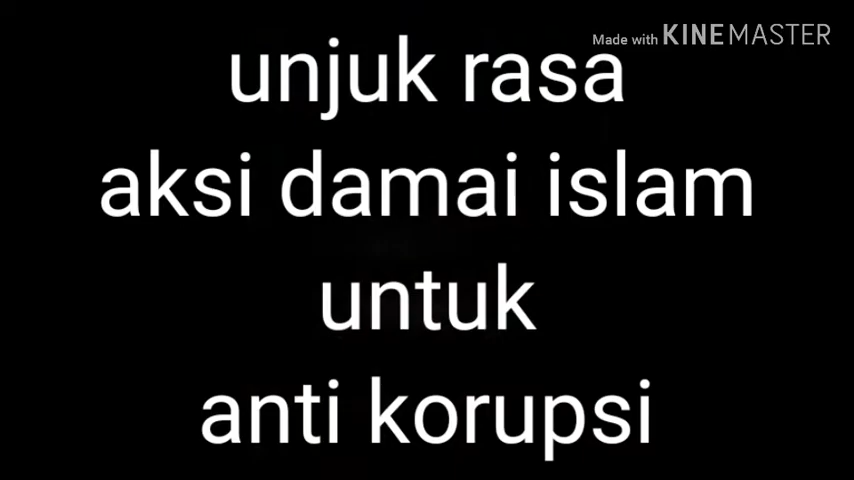 Made with KINEMASTER
unjuk rasa
aksi damai islam
untuk
anti korupsi